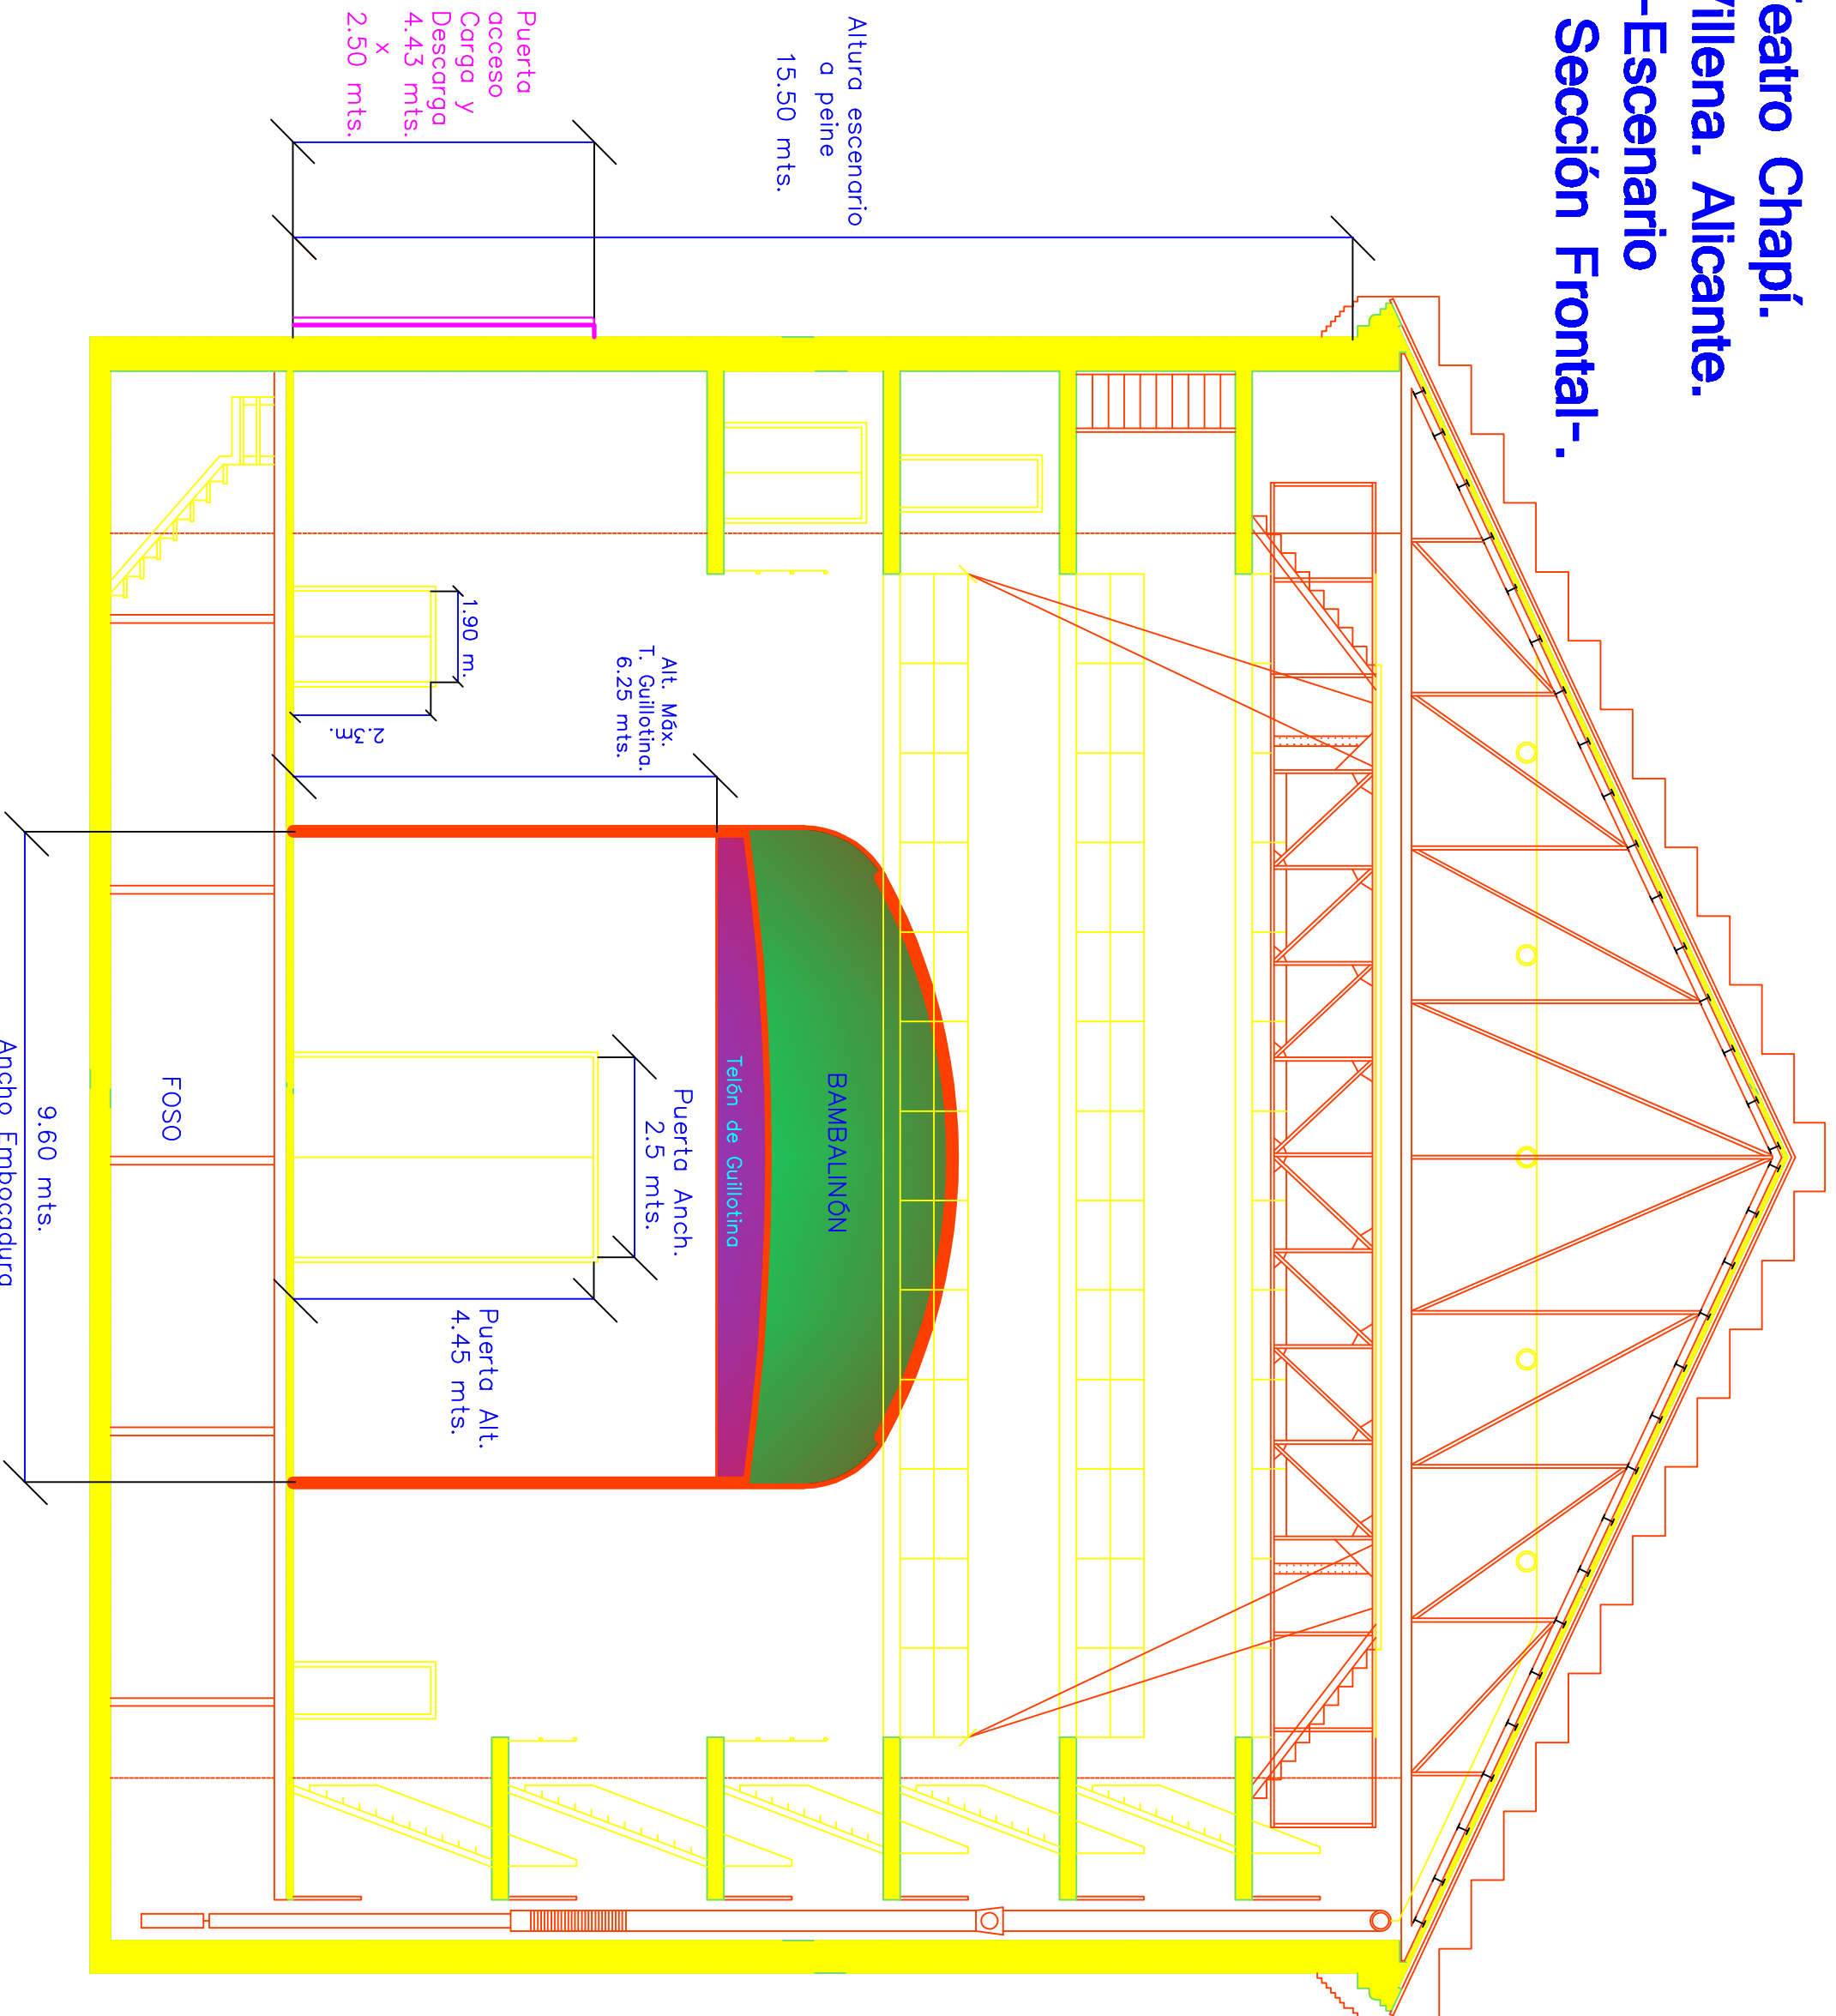 Teatro Chapí.
Villena. Alicante.
-Escenario
Sección Frontal-.
Altura escenario
a peine
15.50 mts.
Puerta
acceso
Carga y
Descarga
4.43 mts.
x
2.50 mts.
1.90 m.
2.3m.
Alt. Máx.
T. Guillotina.
6.25 mts.
BAMBALINÓN
Telón de Guillotina
Puerta Anch.
2.5 mts.
Puerta Alt.
4.45 mts.
FOSO
9.60 mts.
Ancho Embocadura